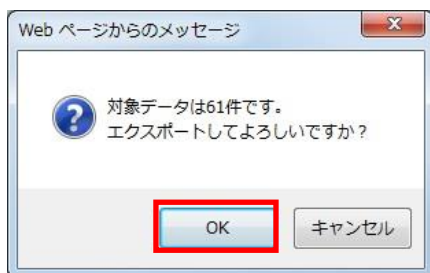 Web ページからのメッセージ
対象データは61件です。
エクスポートしてよろしいですか？
OK
キャンセル